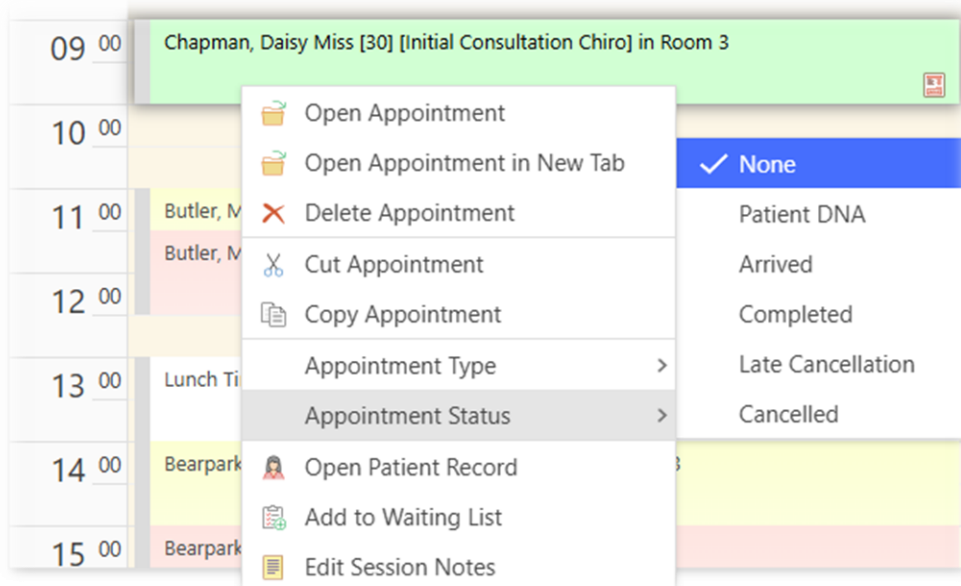 09 00
Chapman, Daisy Miss [30] [Initial Consultation Chiro] in Room 3
Open Appointment
10 00
Open Appointment in New Tab
None
11 00
Butler, M
Delete Appointment
Patient DNA
Butler, M
Cut Appointment
Arrived
12 00
Copy Appointment
Completed
13 00
Lunch Ti
Appointment Type
Late Cancellation
Appointment Status
Cancelled
14 00
Bearpark
Open Patient Record
3
Add to Waiting List
15 00
Bearpark
Edit Session Notes